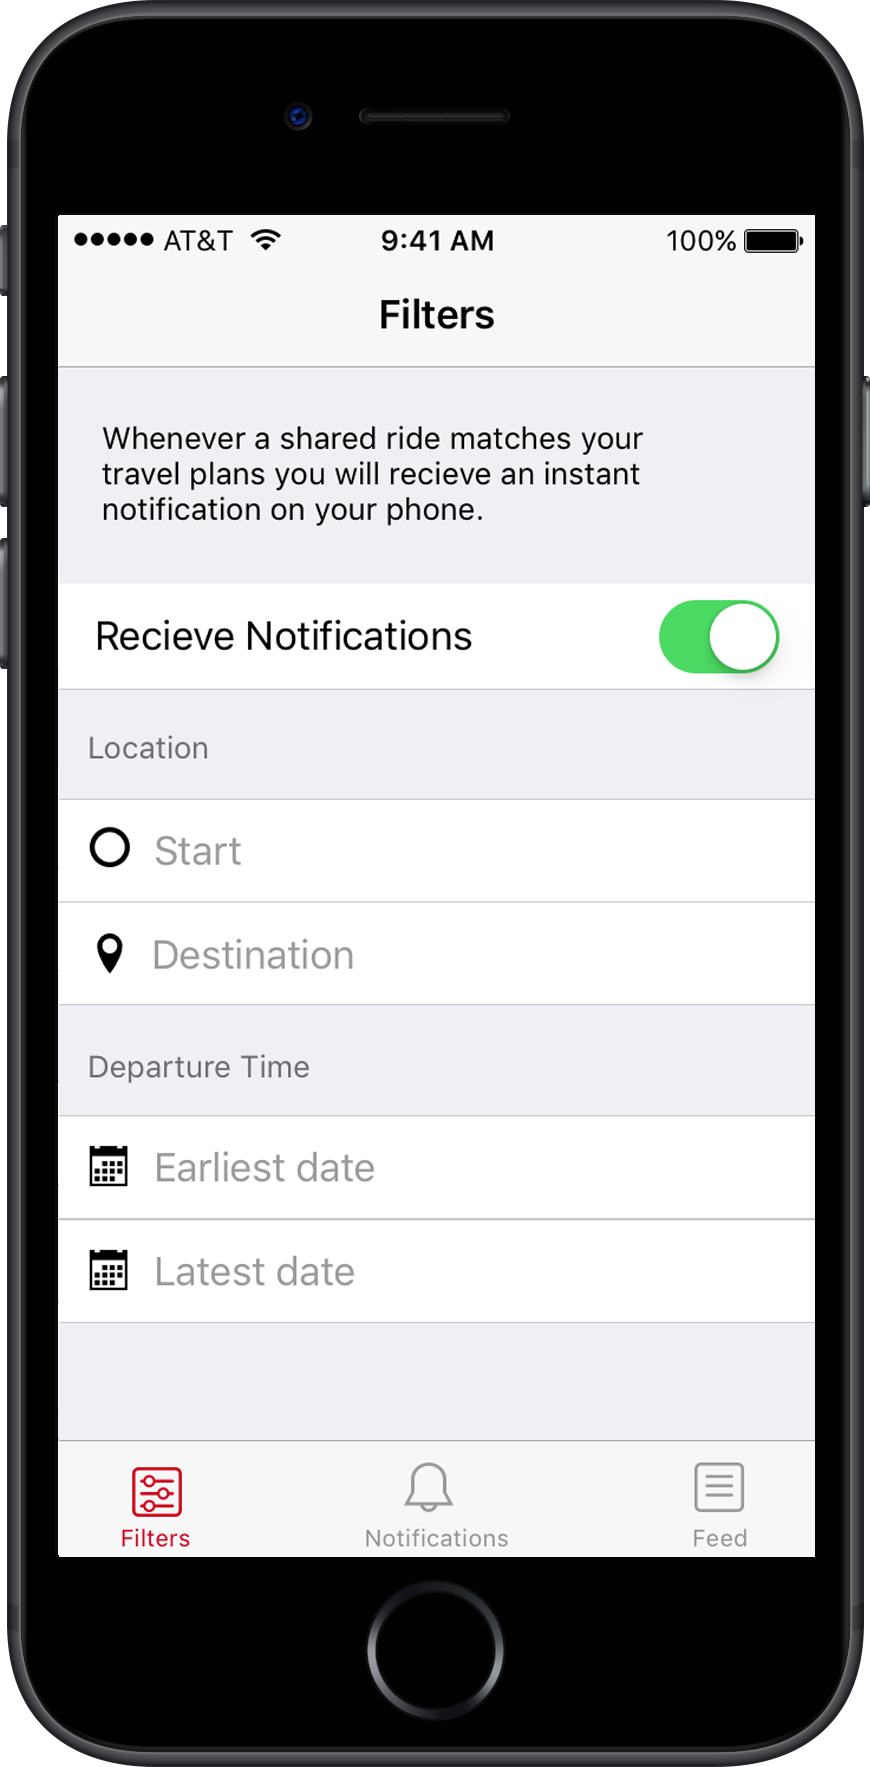 ●●●●● AT&T 9:41 AM 100%
Filters
Whenever a shared ride matches your
travel plans you will recieve an instant
notification on your phone.
Recieve Notifications
Location
Start
Destination
Departure Time
Earliest date
Latest date
Filters Notifications Feed